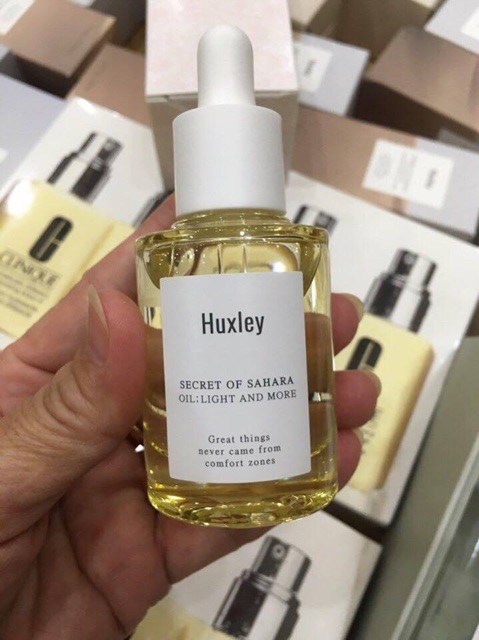 Huxley
SECRET OF SAHARA
OIL;LIGHT AND MORE
Great things
never came from
comfort zones
CLINIQUE